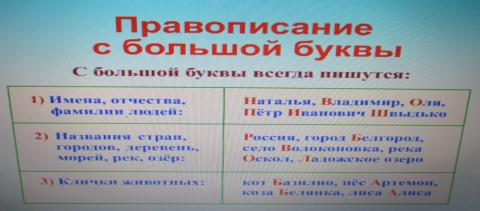 Правописание
с большой буквы
С большой буквы всегда пишутся:
1) Имена, отчества,
фамилии людей:
Наталья, Владимир, Оля,
Пётр Иванович Швыдько
2) Названия стран,
городов, деревень,
морей, рек, озёр:
Россия, город Белгород,
село Волоконовка, река
Оскол, Ладожское озеро
3) Клички животных:
кот Базилио, пёс Артемон,
коза Белянка, лиса Алиса